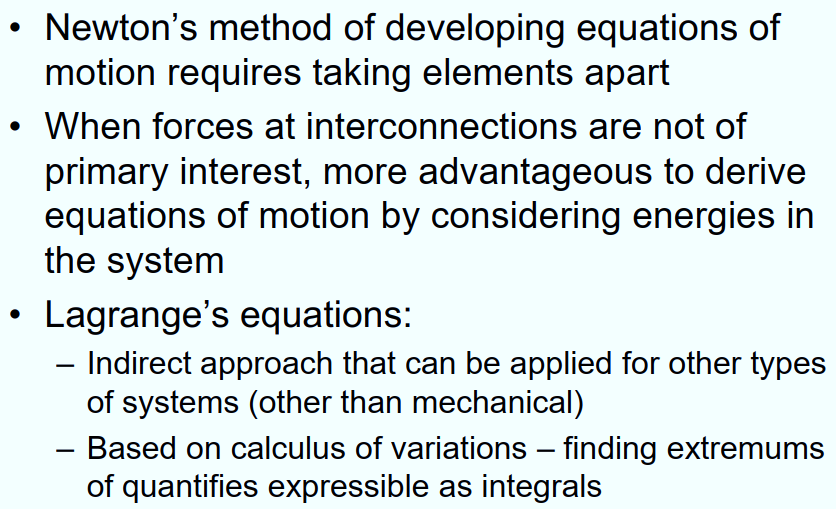 • Newton’s method of developing equations of
motion requires taking elements apart
• When forces at interconnections are not of
primary interest, more advantageous to derive
equations of motion by considering energies in
the system
• Lagrange’s equations:
– Indirect approach that can be applied for other types
of systems (other than mechanical)
– Based on calculus of variations – finding extremums
of quantifies expressible as integrals